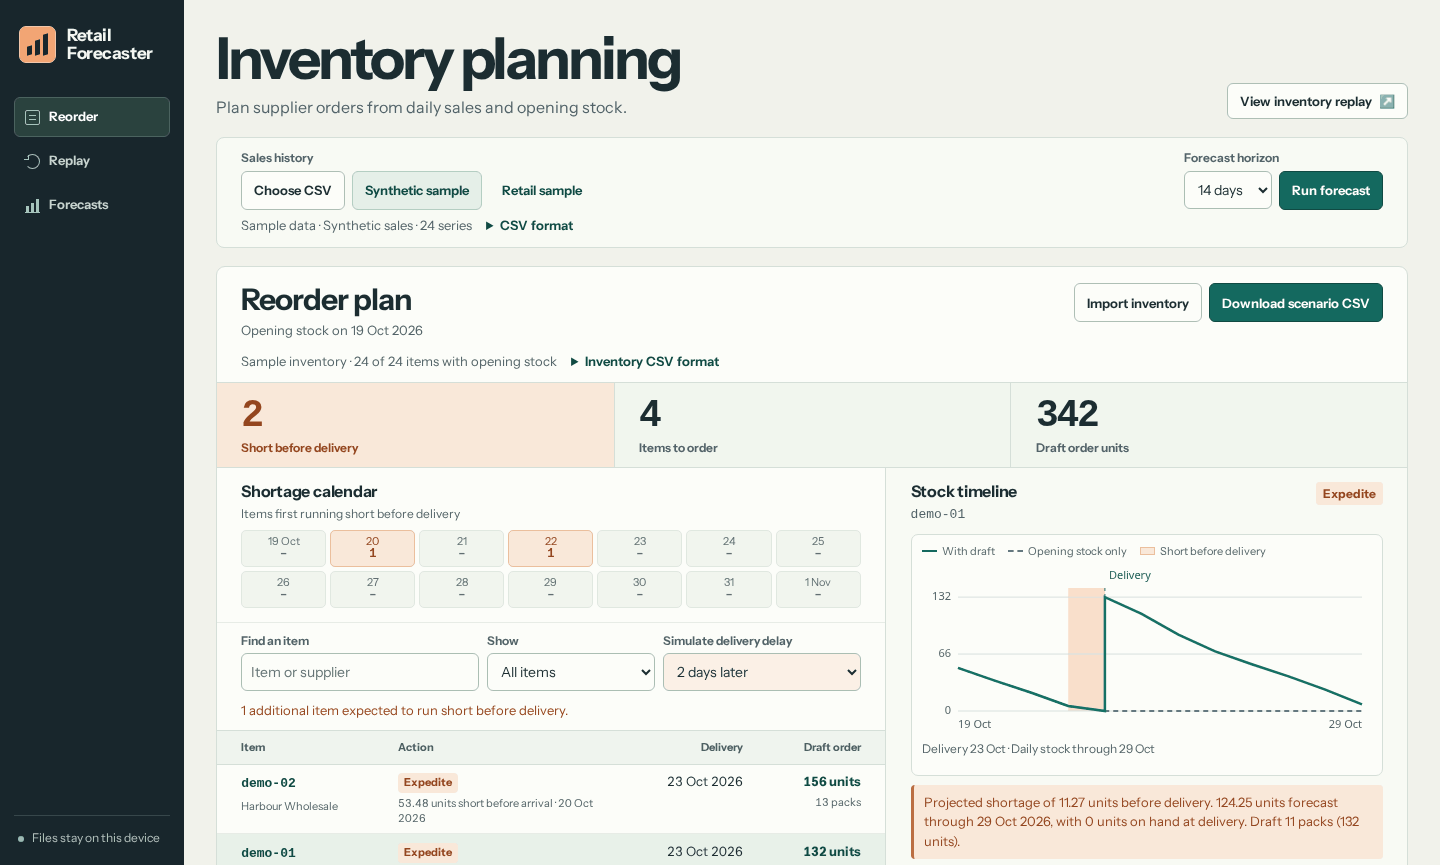 Retail
Forecaster
Reorder
Replay
Forecasts
Files stay on this device
Inventory planning
Plan supplier orders from daily sales and opening stock.
View inventory replay
Sales history
Choose CSV
Synthetic sample
Retail sample
Sample data · Synthetic sales · 24 series
CSV format
Forecast horizon
14 days
Run forecast
Reorder plan
Opening stock on 19 Oct 2026
Import inventory
Download scenario CSV
Sample inventory · 24 of 24 items with opening stock
Inventory CSV format
2
Short before delivery
4
Items to order
342
Draft order units
Shortage calendar
Items first running short before delivery
19 Oct 20 21 22 23 24 25
– 1 – 1 – – –
26 27 28 29 30 31 1 Nov
– – – – – – –
Find an item
Item or supplier
Show
All items
Simulate delivery delay
2 days later
1 additional item expected to run short before delivery.
Item Action Delivery Draft order
demo-02 Expedite 23 Oct 2026 156 units
Harbour Wholesale 53.48 units short before arrival · 20 Oct 13 packs
2026
demo-01 Expedite 23 Oct 2026 132 units
Stock timeline
Expedite
demo-01
With draft Opening stock only Short before delivery
Delivery
132
66
0
19 Oct 29 Oct
Delivery 23 Oct · Daily stock through 29 Oct
Projected shortage of 11.27 units before delivery. 124.25 units forecast
through 29 Oct 2026, with 0 units on hand at delivery. Draft 11 packs (132
units).